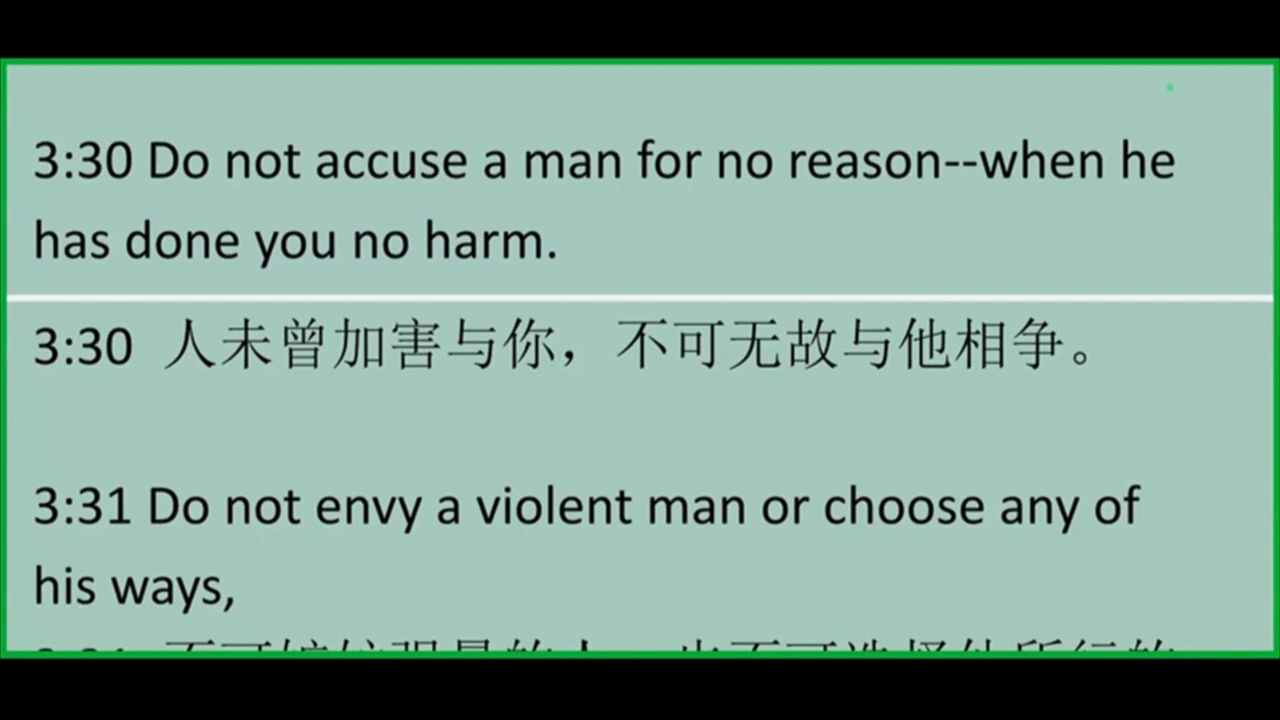 3:30 Do not accuse a man for no reason--when he
has done you no harm.
3:30 人未曾加害与你，不可无故与他相争。
3:31 Do not envy a violent man or choose any of
his ways,